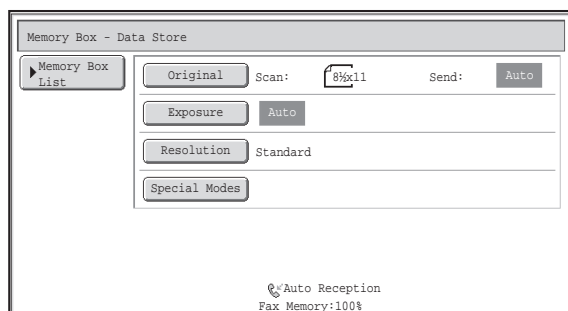 Memory Box - Data Store
Memory Box
List
Original Scan: 8½x11 Send: Auto
Exposure Auto
Resolution Standard
Special Modes
Auto Reception
Fax Memory:100%